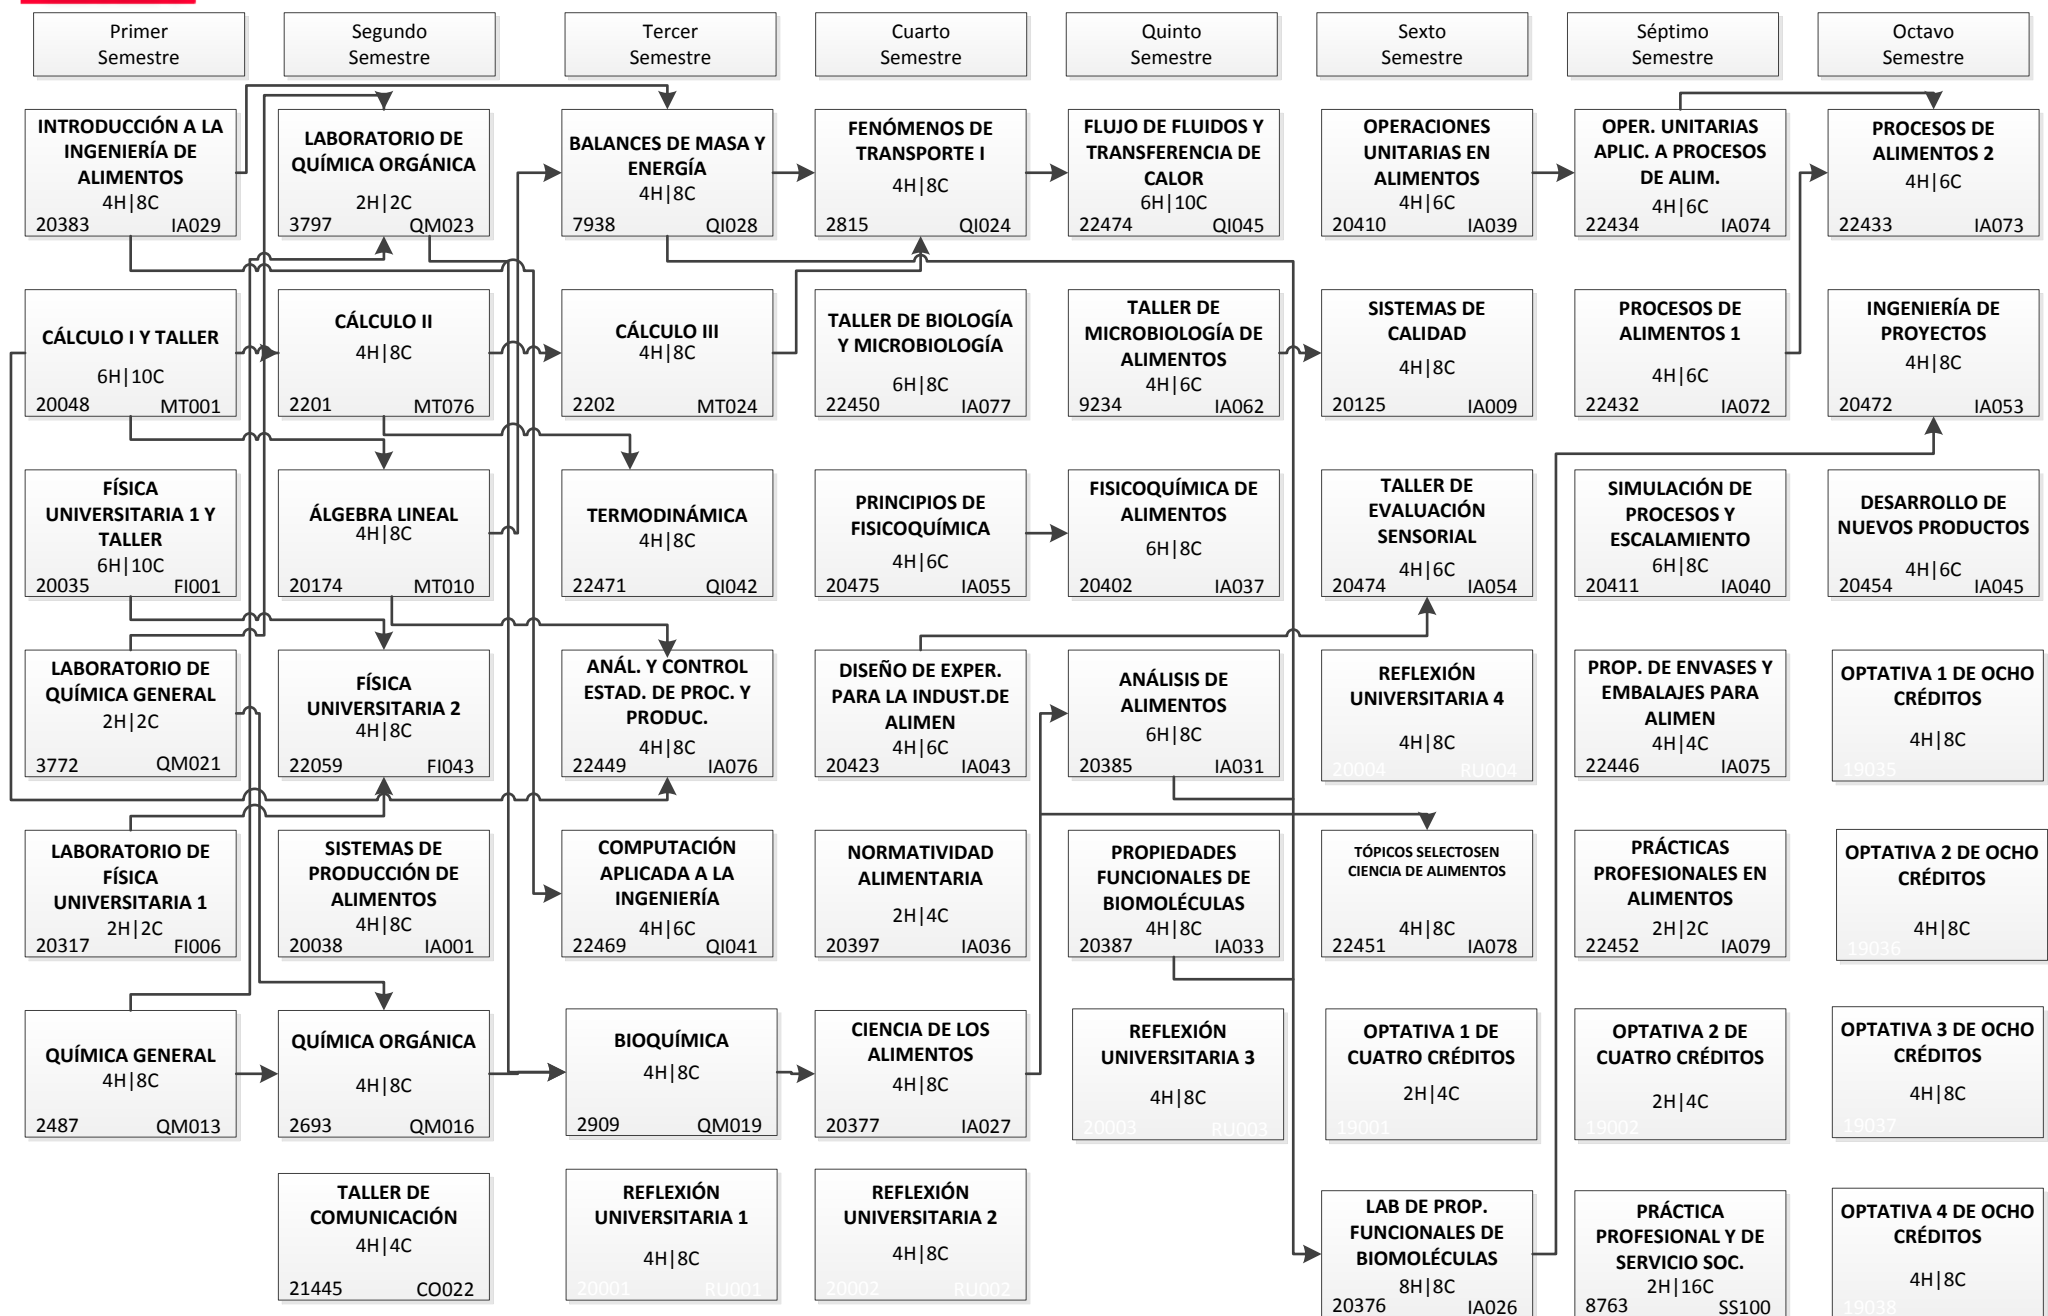 Primer
Semestre
Segundo
Semestre
Tercer
Semestre
Cuarto
Semestre
Quinto
Semestre
Sexto
Semestre
Séptimo
Semestre
Octavo
Semestre
INTRODUCCIÓN A LA
INGENIERÍA DE
ALIMENTOS
4H|8C
20383 IA029
LABORATORIO DE
QUÍMICA ORGÁNICA
2H|2C
3797 QM023
BALANCES DE MASA Y
ENERGÍA
4H|8C
7938 QI028
FENÓMENOS DE
TRANSPORTE I
4H|8C
2815 QI024
FLUJO DE FLUIDOS Y
TRANSFERENCIA DE
CALOR
6H|10C
22474 QI045
OPERACIONES
UNITARIAS EN
ALIMENTOS
4H|6C
20410 IA039
OPER. UNITARIAS
APLIC. A PROCESOS
DE ALIM.
4H|6C
22434 IA074
PROCESOS DE
ALIMENTOS 2
4H|6C
22433 IA073
CÁLCULO I Y TALLER
6H|10C
20048 MT001
CÁLCULO II
4H|8C
2201 MT076
CÁLCULO III
4H|8C
2202 MT024
TALLER DE BIOLOGÍA
Y MICROBIOLOGÍA
6H|8C
22450 IA077
TALLER DE
MICROBIOLOGÍA DE
ALIMENTOS
4H|6C
9234 IA062
SISTEMAS DE
CALIDAD
4H|8C
20125 IA009
PROCESOS DE
ALIMENTOS 1
4H|6C
22432 IA072
INGENIERÍA DE
PROYECTOS
4H|8C
20472 IA053
FÍSICA
UNIVERSITARIA 1 Y
TALLER
6H|10C
20035 FI001
ÁLGEBRA LINEAL
4H|8C
20174 MT010
TERMODINÁMICA
4H|8C
22471 QI042
PRINCIPIOS DE
FISICOQUÍMICA
4H|6C
20475 IA055
FISICOQUÍMICA DE
ALIMENTOS
6H|8C
20402 IA037
TALLER DE
EVALUACIÓN
SENSORIAL
4H|6C
20474 IA054
SIMULACIÓN DE
PROCESOS Y
ESCALAMIENTO
6H|8C
20411 IA040
DESARROLLO DE
NUEVOS PRODUCTOS
4H|6C
20454 IA045
LABORATORIO DE
QUÍMICA GENERAL
2H|2C
3772 QM021
FÍSICA
UNIVERSITARIA 2
4H|8C
22059 FI043
ANÁL. Y CONTROL
ESTAD. DE PROC. Y
PRODUC.
4H|8C
22449 IA076
DISEÑO DE EXPER.
PARA LA INDUST.DE
ALIMEN
4H|6C
20423 IA043
ANÁLISIS DE
ALIMENTOS
6H|8C
20385 IA031
REFLEXIÓN
UNIVERSITARIA 4
4H|8C
20004 RU004
PROP. DE ENVASES Y
EMBALAJES PARA
ALIMEN
4H|4C
22446 IA075
OPTATIVA 1 DE OCHO
CRÉDITOS
4H|8C
19035
LABORATORIO DE
FÍSICA
UNIVERSITARIA 1
2H|2C
20317 FI006
SISTEMAS DE
PRODUCCIÓN DE
ALIMENTOS
4H|8C
20038 IA001
COMPUTACIÓN
APLICADA A LA
INGENIERÍA
4H|6C
22469 QI041
NORMATIVIDAD
ALIMENTARIA
2H|4C
20397 IA036
PROPIEDADES
FUNCIONALES DE
BIOMOLÉCULAS
4H|8C
20387 IA033
TÓPICOS SELECTOSEN
CIENCIA DE ALIMENTOS
4H|8C
22451 IA078
PRÁCTICAS
PROFESIONALES EN
ALIMENTOS
2H|2C
22452 IA079
OPTATIVA 2 DE OCHO
CRÉDITOS
4H|8C
19036
QUÍMICA GENERAL
4H|8C
2487 QM013
QUÍMICA ORGÁNICA
4H|8C
2693 QM016
BIOQUÍMICA
4H|8C
2909 QM019
CIENCIA DE LOS
ALIMENTOS
4H|8C
20377 IA027
REFLEXIÓN
UNIVERSITARIA 3
4H|8C
20003 RU003
OPTATIVA 1 DE
CUATRO CRÉDITOS
2H|4C
19001
OPTATIVA 2 DE
CUATRO CRÉDITOS
2H|4C
19002
OPTATIVA 3 DE OCHO
CRÉDITOS
4H|8C
19037
TALLER DE
COMUNICACIÓN
4H|4C
21445 CO022
REFLEXIÓN
UNIVERSITARIA 1
4H|8C
20001 RU001
REFLEXIÓN
UNIVERSITARIA 2
4H|8C
20002 RU002
LAB DE PROP.
FUNCIONALES DE
BIOMOLÉCULAS
8H|8C
20376 IA026
PRÁCTICA
PROFESIONAL Y DE
SERVICIO SOC.
2H|16C
8763 SS100
OPTATIVA 4 DE OCHO
CRÉDITOS
4H|8C
19038